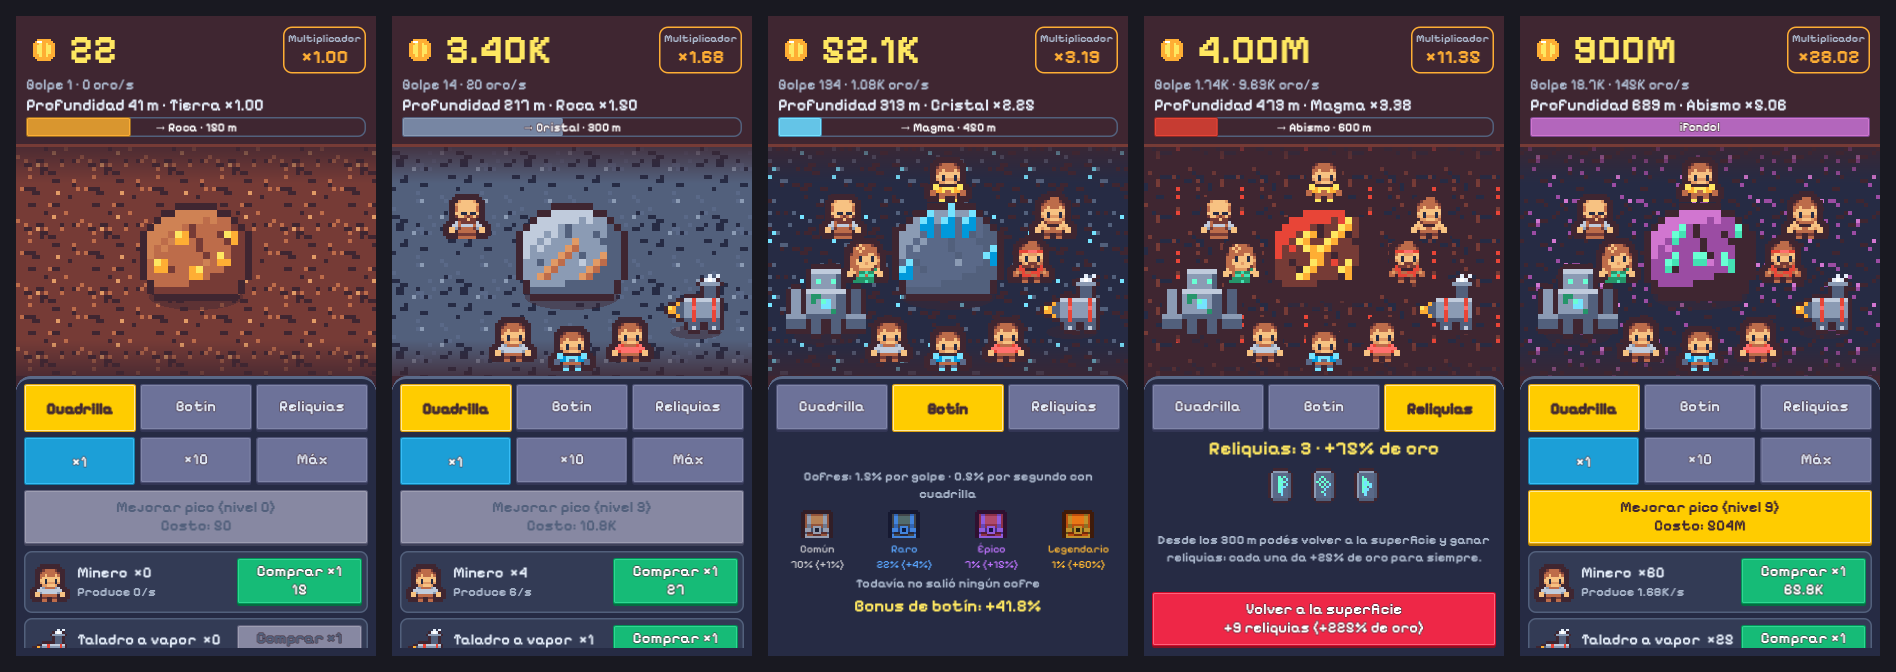 22
Multiplicador
×1.00
Golpe 1 · 0 oro/s
Profundidad 41 m · Tierra ×1.00
→ Roca · 150 m
Cuadrilla
Botín
Reliquias
×1
×10
Máx
Mejorar pico (nivel 0)
Costo: 50
Minero ×0
Produce 0/s
Comprar ×1
15
Taladro a vapor ×0
Comprar ×1
3.40K
Multiplicador
×1.68
Golpe 14 · 20 oro/s
Profundidad 217 m · Roca ×1.50
→ Cristal · 300 m
Cuadrilla
Botín
Reliquias
×1
×10
Máx
Mejorar pico (nivel 3)
Costo: 10.8K
Minero ×4
Produce 6/s
Comprar ×1
27
Taladro a vapor ×1
Comprar ×1
52.1K
Multiplicador
×3.19
Golpe 134 · 1.08K oro/s
Profundidad 313 m · Cristal ×2.25
→ Magma · 450 m
Cuadrilla
Botín
Reliquias
Cofres: 1.5% por golpe · 0.5% por segundo con
cuadrilla
Común
70% (+1%)
Raro
22% (+4%)
Épico
7% (+15%)
Legendario
1% (+60%)
Todavía no salió ningún cofre
Bonus de botín: +41.8%
4.00M
Multiplicador
×11.35
Golpe 1.74K · 9.63K oro/s
Profundidad 473 m · Magma ×3.38
→ Abismo · 600 m
Cuadrilla
Botín
Reliquias
Reliquias: 3 · +75% de oro
Desde los 300 m podés volver a la superficie y ganar
reliquias: cada una da +25% de oro para siempre.
Volver a la superficie
+9 reliquias (+225% de oro)
900M
Multiplicador
×28.02
Golpe 18.7K · 145K oro/s
Profundidad 689 m · Abismo ×5.06
¡Fondo!
Cuadrilla
Botín
Reliquias
×1
×10
Máx
Mejorar pico (nivel 9)
Costo: 504M
Minero ×60
Produce 1.68K/s
Comprar ×1
65.8K
Taladro a vapor ×25
Comprar ×1